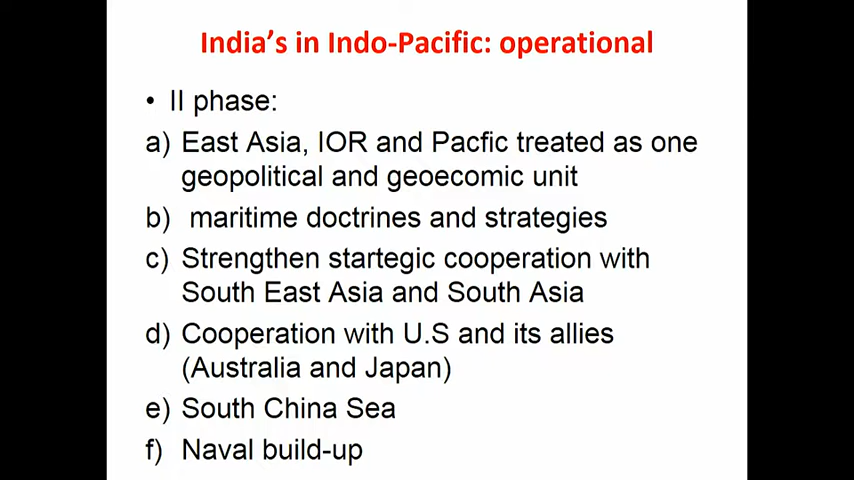 India's in Indo-Pacific: operational
• II phase:
a) East Asia, IOR and Pacfic treated as one
geopolitical and geoecomic unit
b) maritime doctrines and strategies
c) Strengthen startegic cooperation with
South East Asia and South Asia
d) Cooperation with U.S and its allies
(Australia and Japan)
e) South China Sea
f) Naval build-up